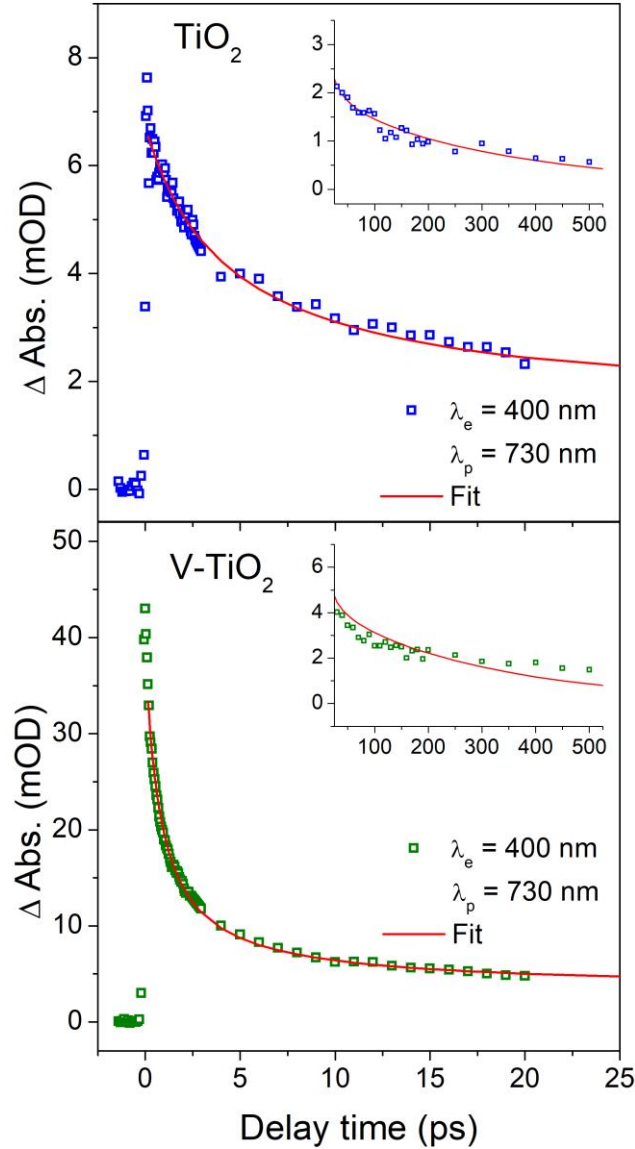 TiO₂
Δ Abs. (mOD)
8
6
4
2
0
3
2
1
0
100 200 300 400 500
λₑ = 400 nm
λₚ = 730 nm
Fit
V-TiO₂
Δ Abs. (mOD)
50
40
30
20
10
0
6
4
2
0
100 200 300 400 500
λₑ = 400 nm
λₚ = 730 nm
Fit
0 5 10 15 20 25
Delay time (ps)